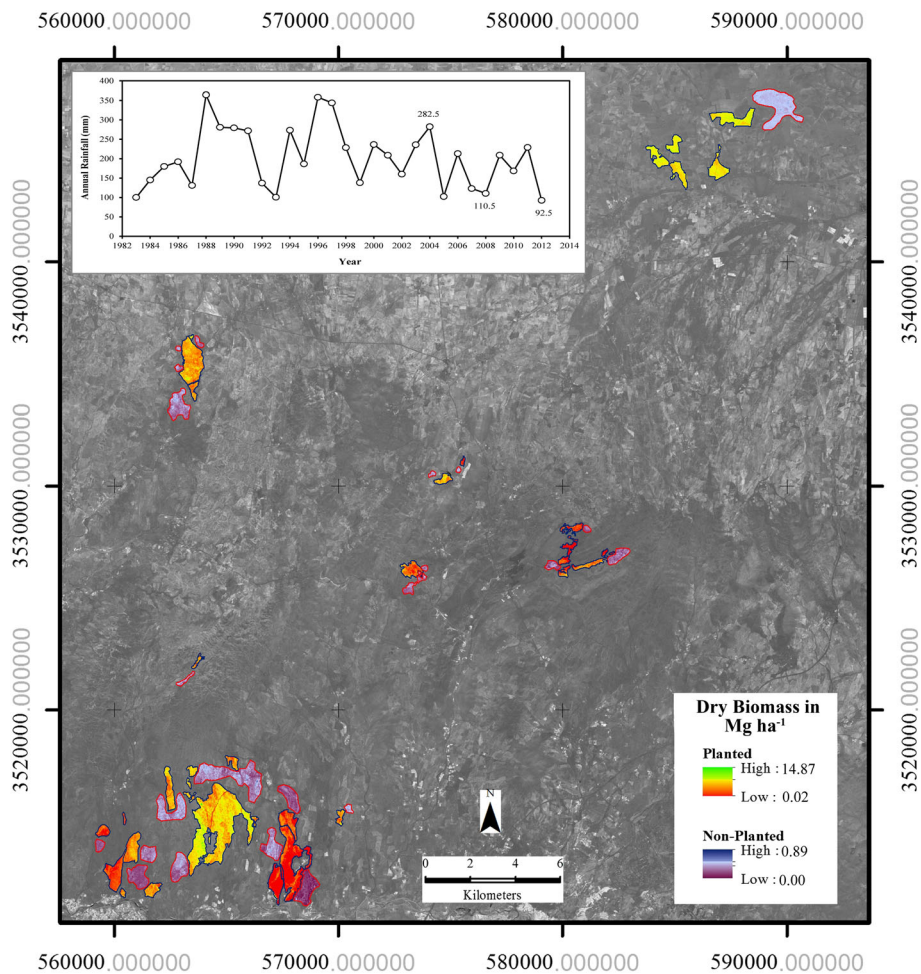 560000.000000 570000.000000 580000.000000 590000.000000
400
350
300
250
200
150
100
50
0
Annual Rainfall (mm)
282.5
110.5
92.5
1982 1984 1986 1988 1990 1992 1994 1996 1996 2000 2002 2004 2006 2008 2010 2012 2014
Year
3540000.000000
3530000.000000
3520000.000000
3540000.000000
3530000.000000
3520000.000000
N
0 2 4 6
Kilometers
Dry Biomass in
Mg ha⁻¹
Planted
High : 14.87
Low : 0.02
Non-Planted
High : 0.89
Low : 0.00
560000.000000 570000.000000 580000.000000 590000.000000